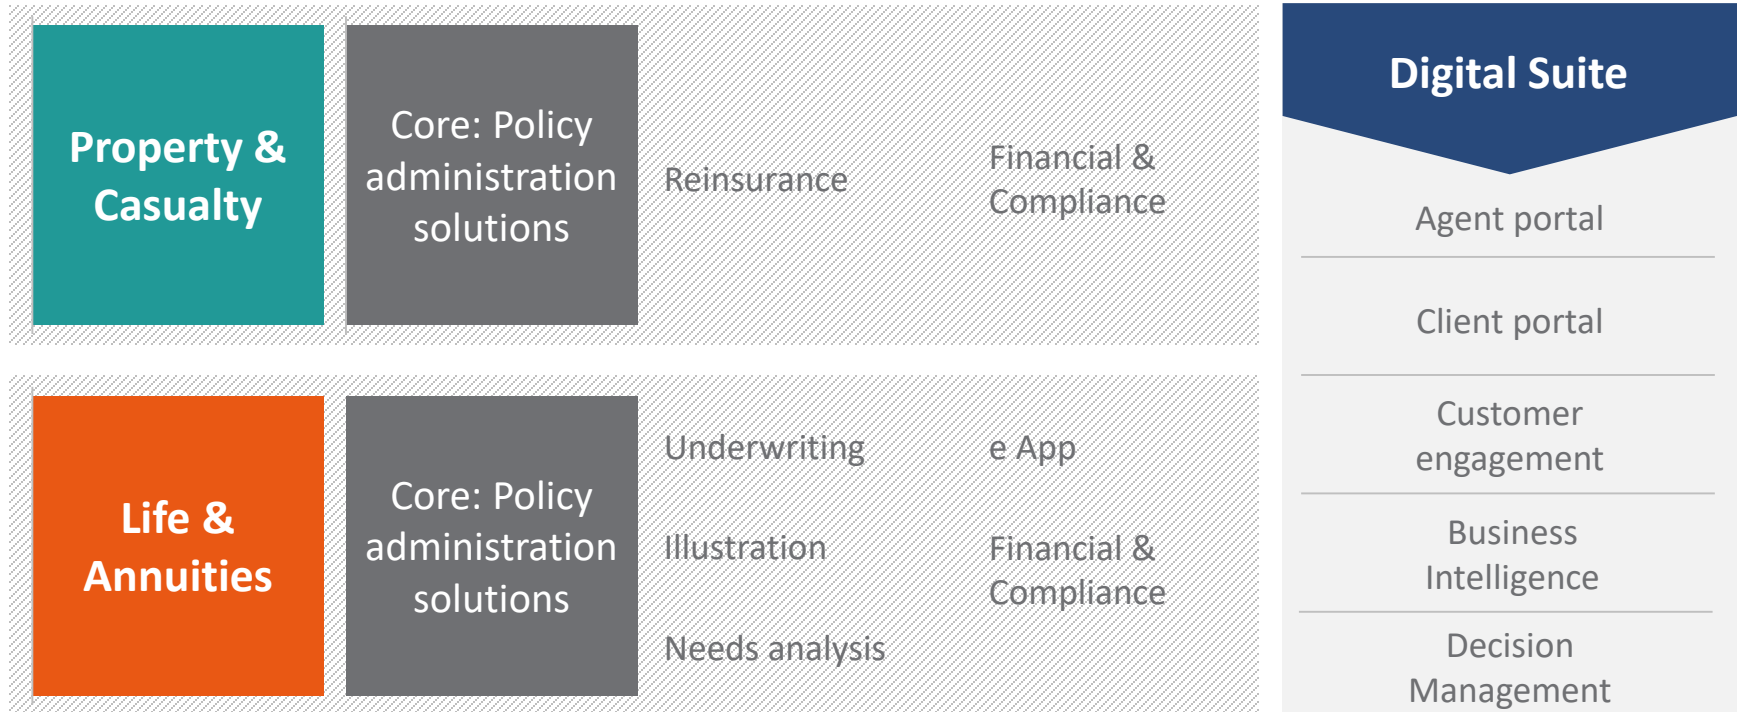 Property &
Casualty
Core: Policy
administration
solutions
Reinsurance
Financial &
Compliance
Life &
Annuities
Core: Policy
administration
solutions
Underwriting
e App
Illustration
Financial &
Compliance
Needs analysis
Digital Suite
Agent portal
Client portal
Customer
engagement
Business
Intelligence
Decision
Management